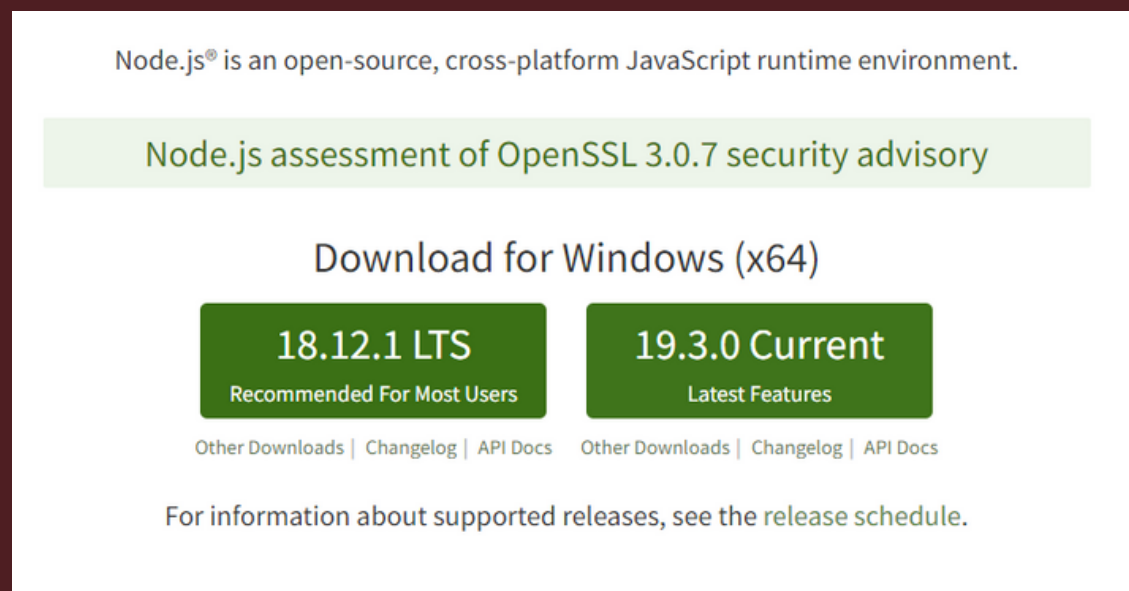 Node.js® is an open-source, cross-platform JavaScript runtime environment.
Node.js assessment of OpenSSL 3.0.7 security advisory
Download for Windows (x64)
18.12.1 LTS
Recommended For Most Users
19.3.0 Current
Latest Features
Other Downloads | Changelog | API Docs
Other Downloads | Changelog | API Docs
For information about supported releases, see the release schedule.